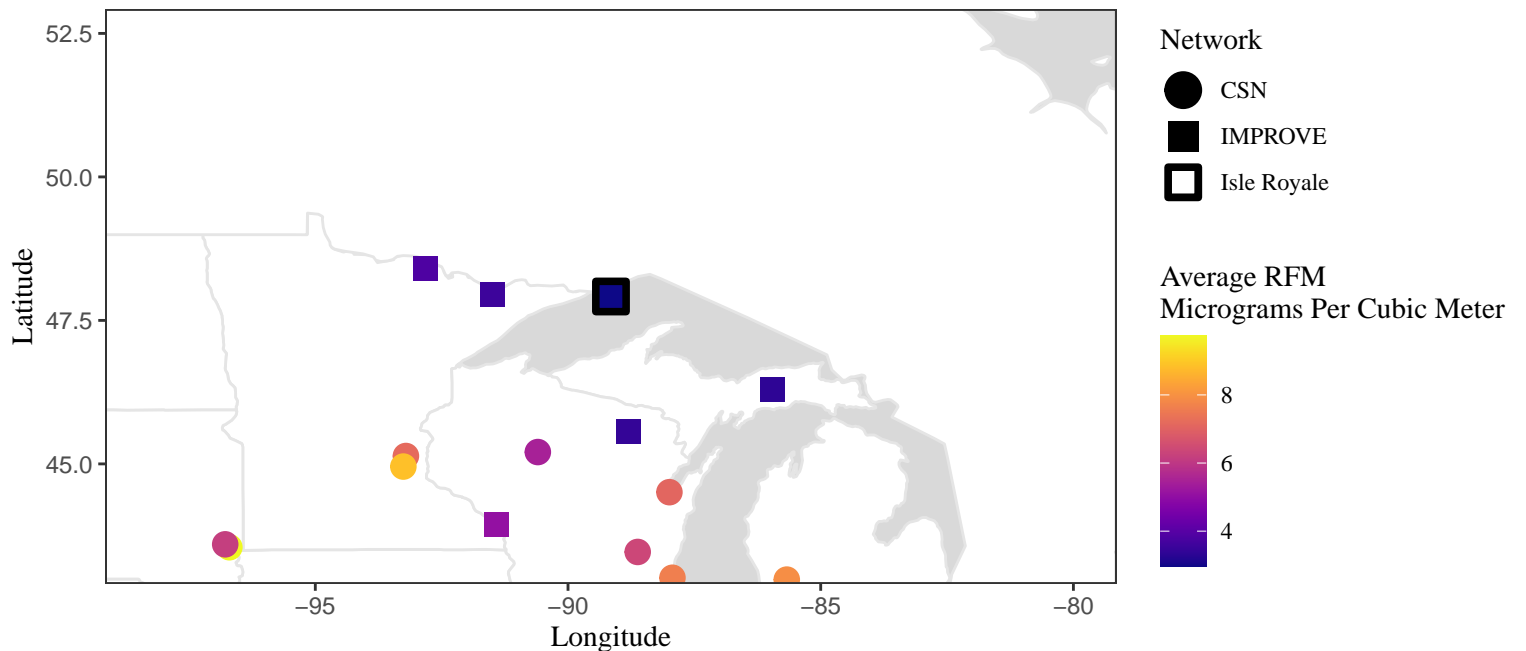 52.5
50.0
47.5
45.0
Latitude
−95
−90
−85
−80
Longitude
Network
CSN
IMPROVE
Isle Royale
Average RFM
Micrograms Per Cubic Meter
8
6
4